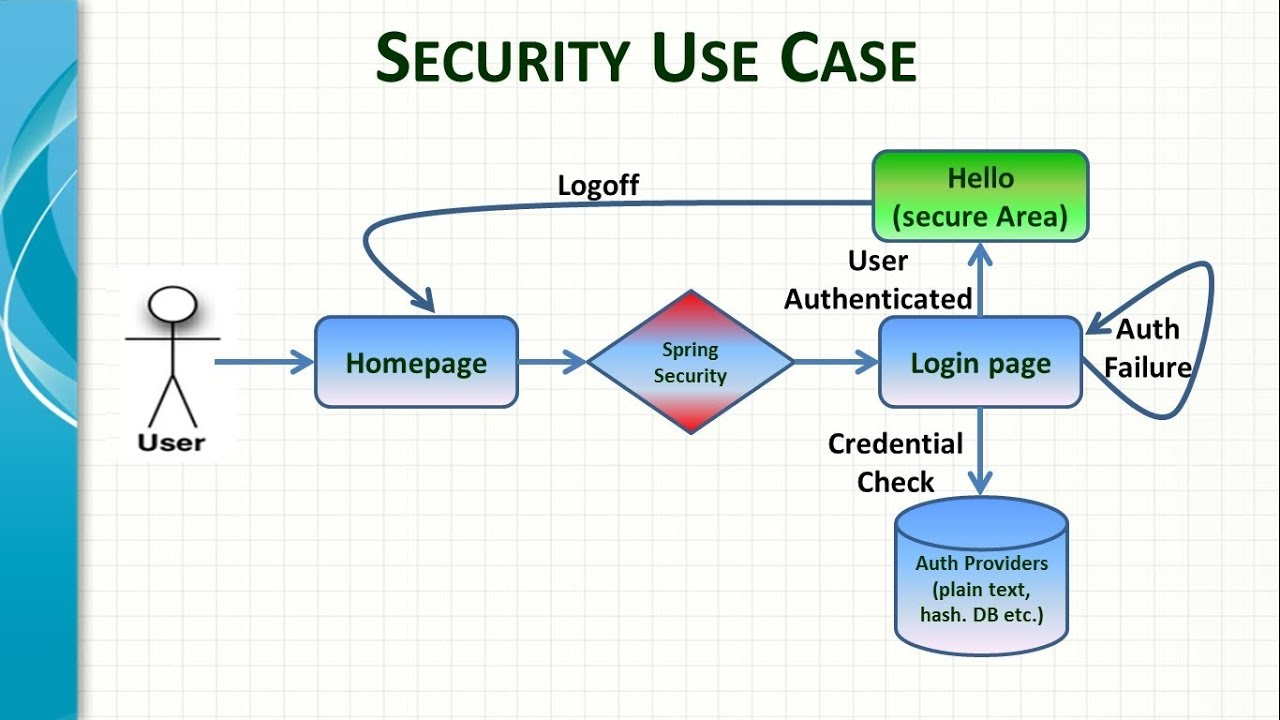 SECURITY USE CASE
Logoff
Hello
(secure Area)
User
Authenticated
User
Homepage
Spring
Security
Login page
Auth
Failure
Credential
Check
Auth Providers
(plain text,
hash. DB etc.)